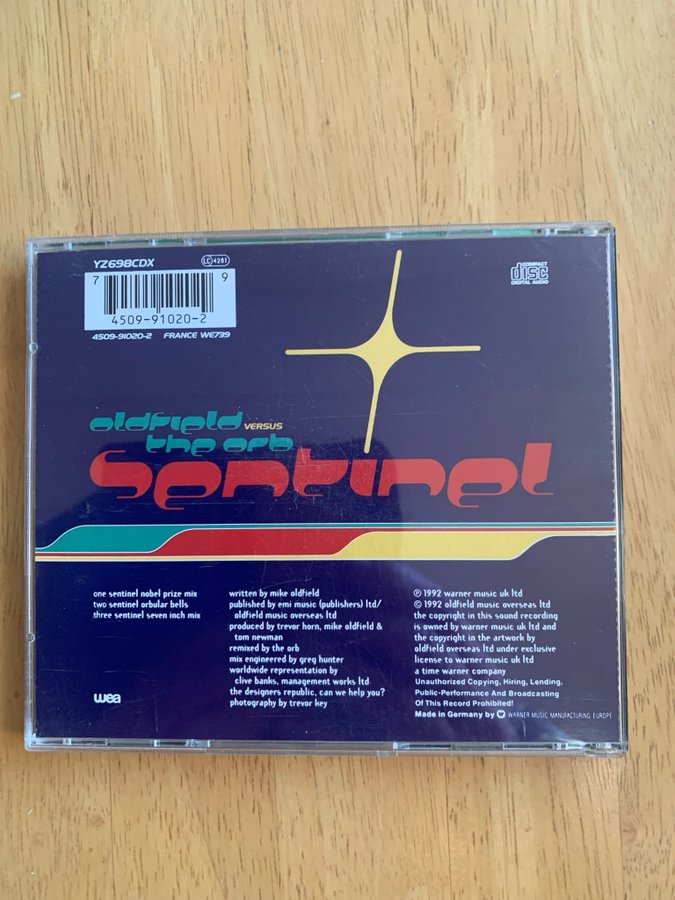 YZ698CDX
LC 4281
7 9
4509-91020-2
4509-91020-2 FRANCE WE739
COMPACT
disc
DIGITAL AUDIO
oldfield VERSUS
the orb
Sentinel
one sentinel nobel prize mix
two sentinel orbular bells
three sentinel seven inch mix
wea
written by mike oldfield
published by emi music (publishers) ltd/
oldfield music overseas ltd
produced by trevor horn, mike oldfield &
tom newman
remixed by the orb
mix engineered by greg hunter
worldwide representation by
clive banks, management works ltd
the designers republic, can we help you?
photography by trevor key
℗ 1992 warner music uk ltd
© 1992 oldfield music overseas ltd
the copyright in this sound recording
is owned by warner music uk ltd and
the copyright in the artwork by
oldfield overseas ltd under exclusive
license to warner music uk ltd
a time warner company
Unauthorized Copying, Hiring, Lending,
Public-Performance And Broadcasting
Of This Record Prohibited!
Made in Germany by WARNER MUSIC MANUFACTURING EUROPE